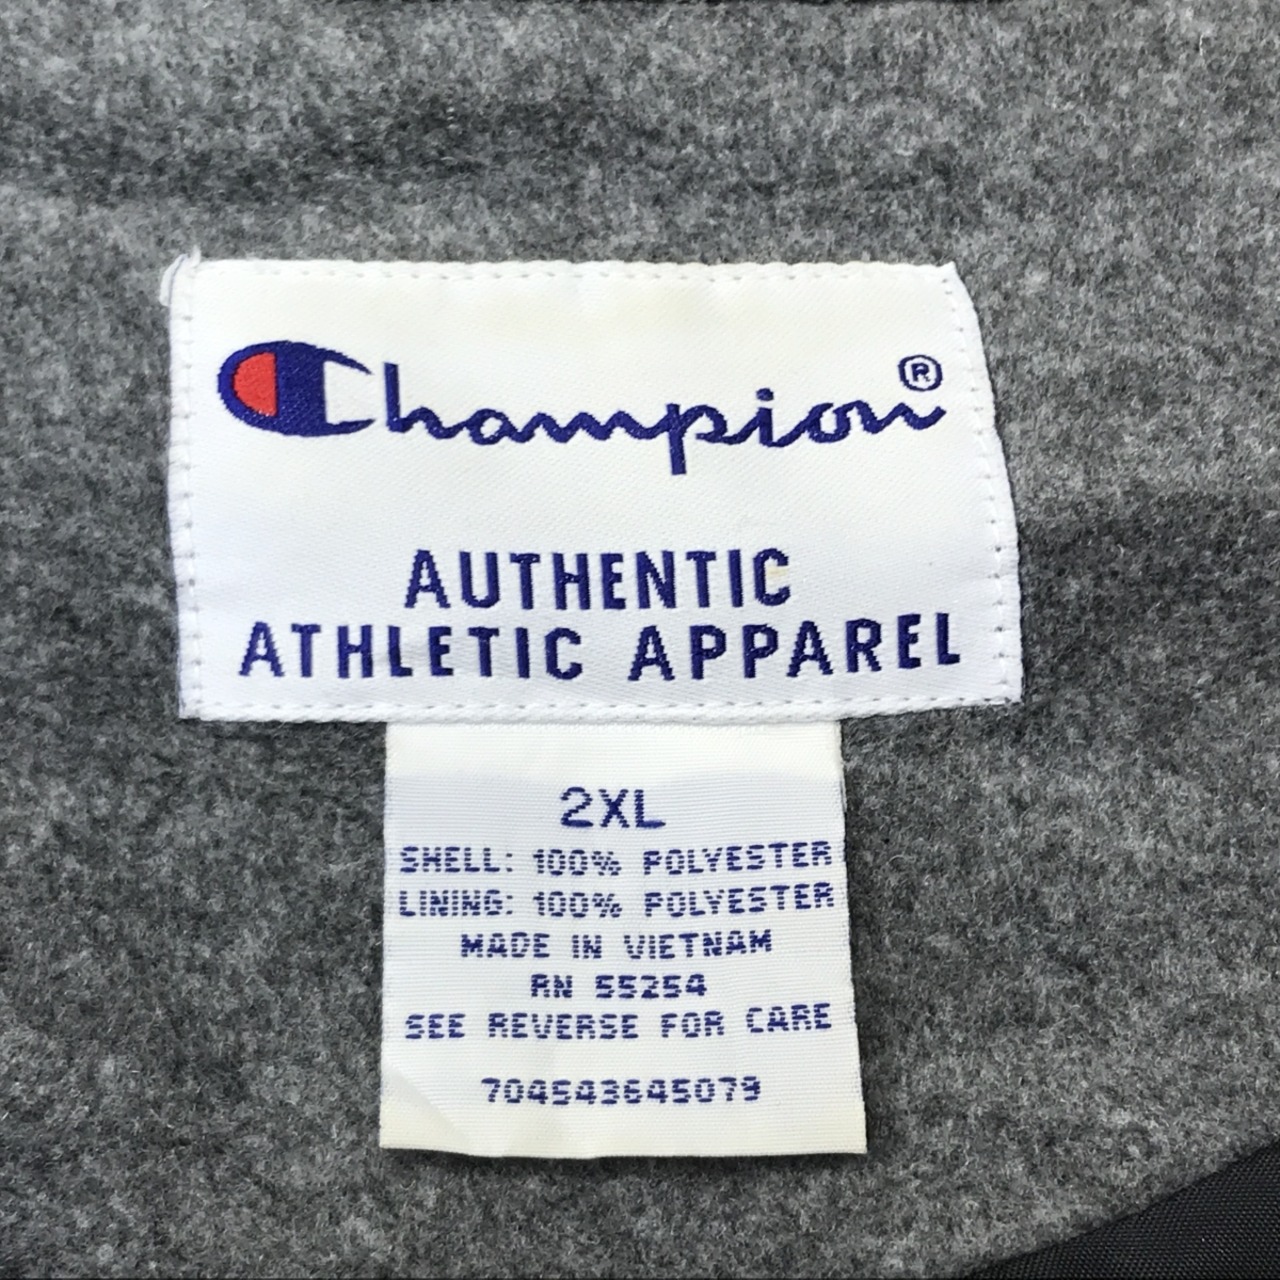 Champion®
AUTHENTIC
ATHLETIC APPAREL
2XL
SHELL: 100% POLYESTER
LINING: 100% POLYESTER
MADE IN VIETNAM
RN 55254
SEE REVERSE FOR CARE
704543645079